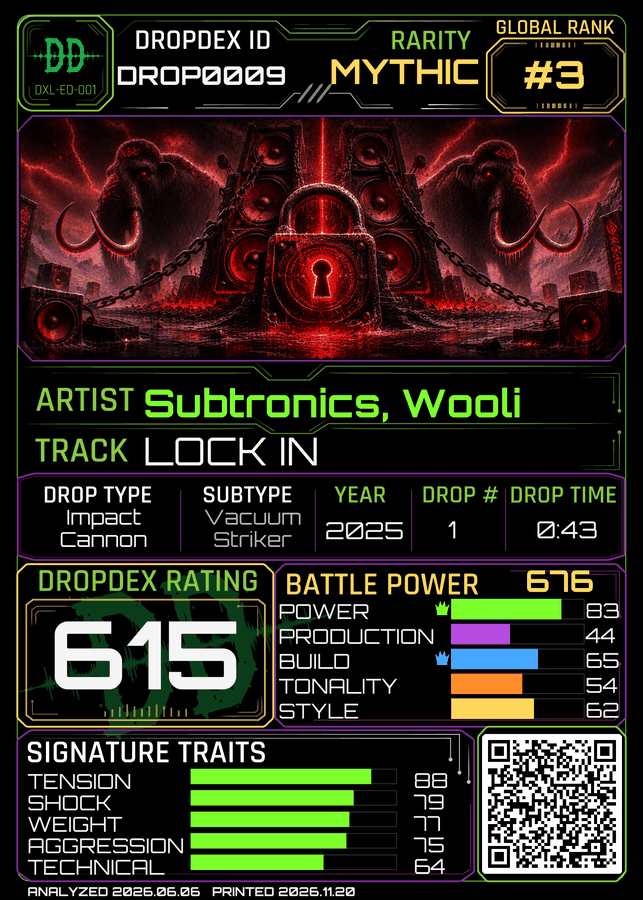 DROPDEX ID
DROP0009
RARITY
MYTHIC
GLOBAL RANK
#3
DD
DXL-ED-001
DD
DD
ARTIST Subtronics, Wooli
TRACK LOCK IN
DROP TYPE
Impact
Cannon
SUBTYPE
Vacuum
Striker
YEAR
2025
DROP #
1
DROP TIME
0:43
DROPDEX RATING
615
BATTLE POWER 676
POWER 83
PRODUCTION 44
BUILD 65
TONALITY 54
STYLE 62
SIGNATURE TRAITS
TENSION 88
SHOCK 79
WEIGHT 77
AGGRESSION 75
TECHNICAL 64
ANALYZED 2026.06.06 PRINTED 2026.11.20